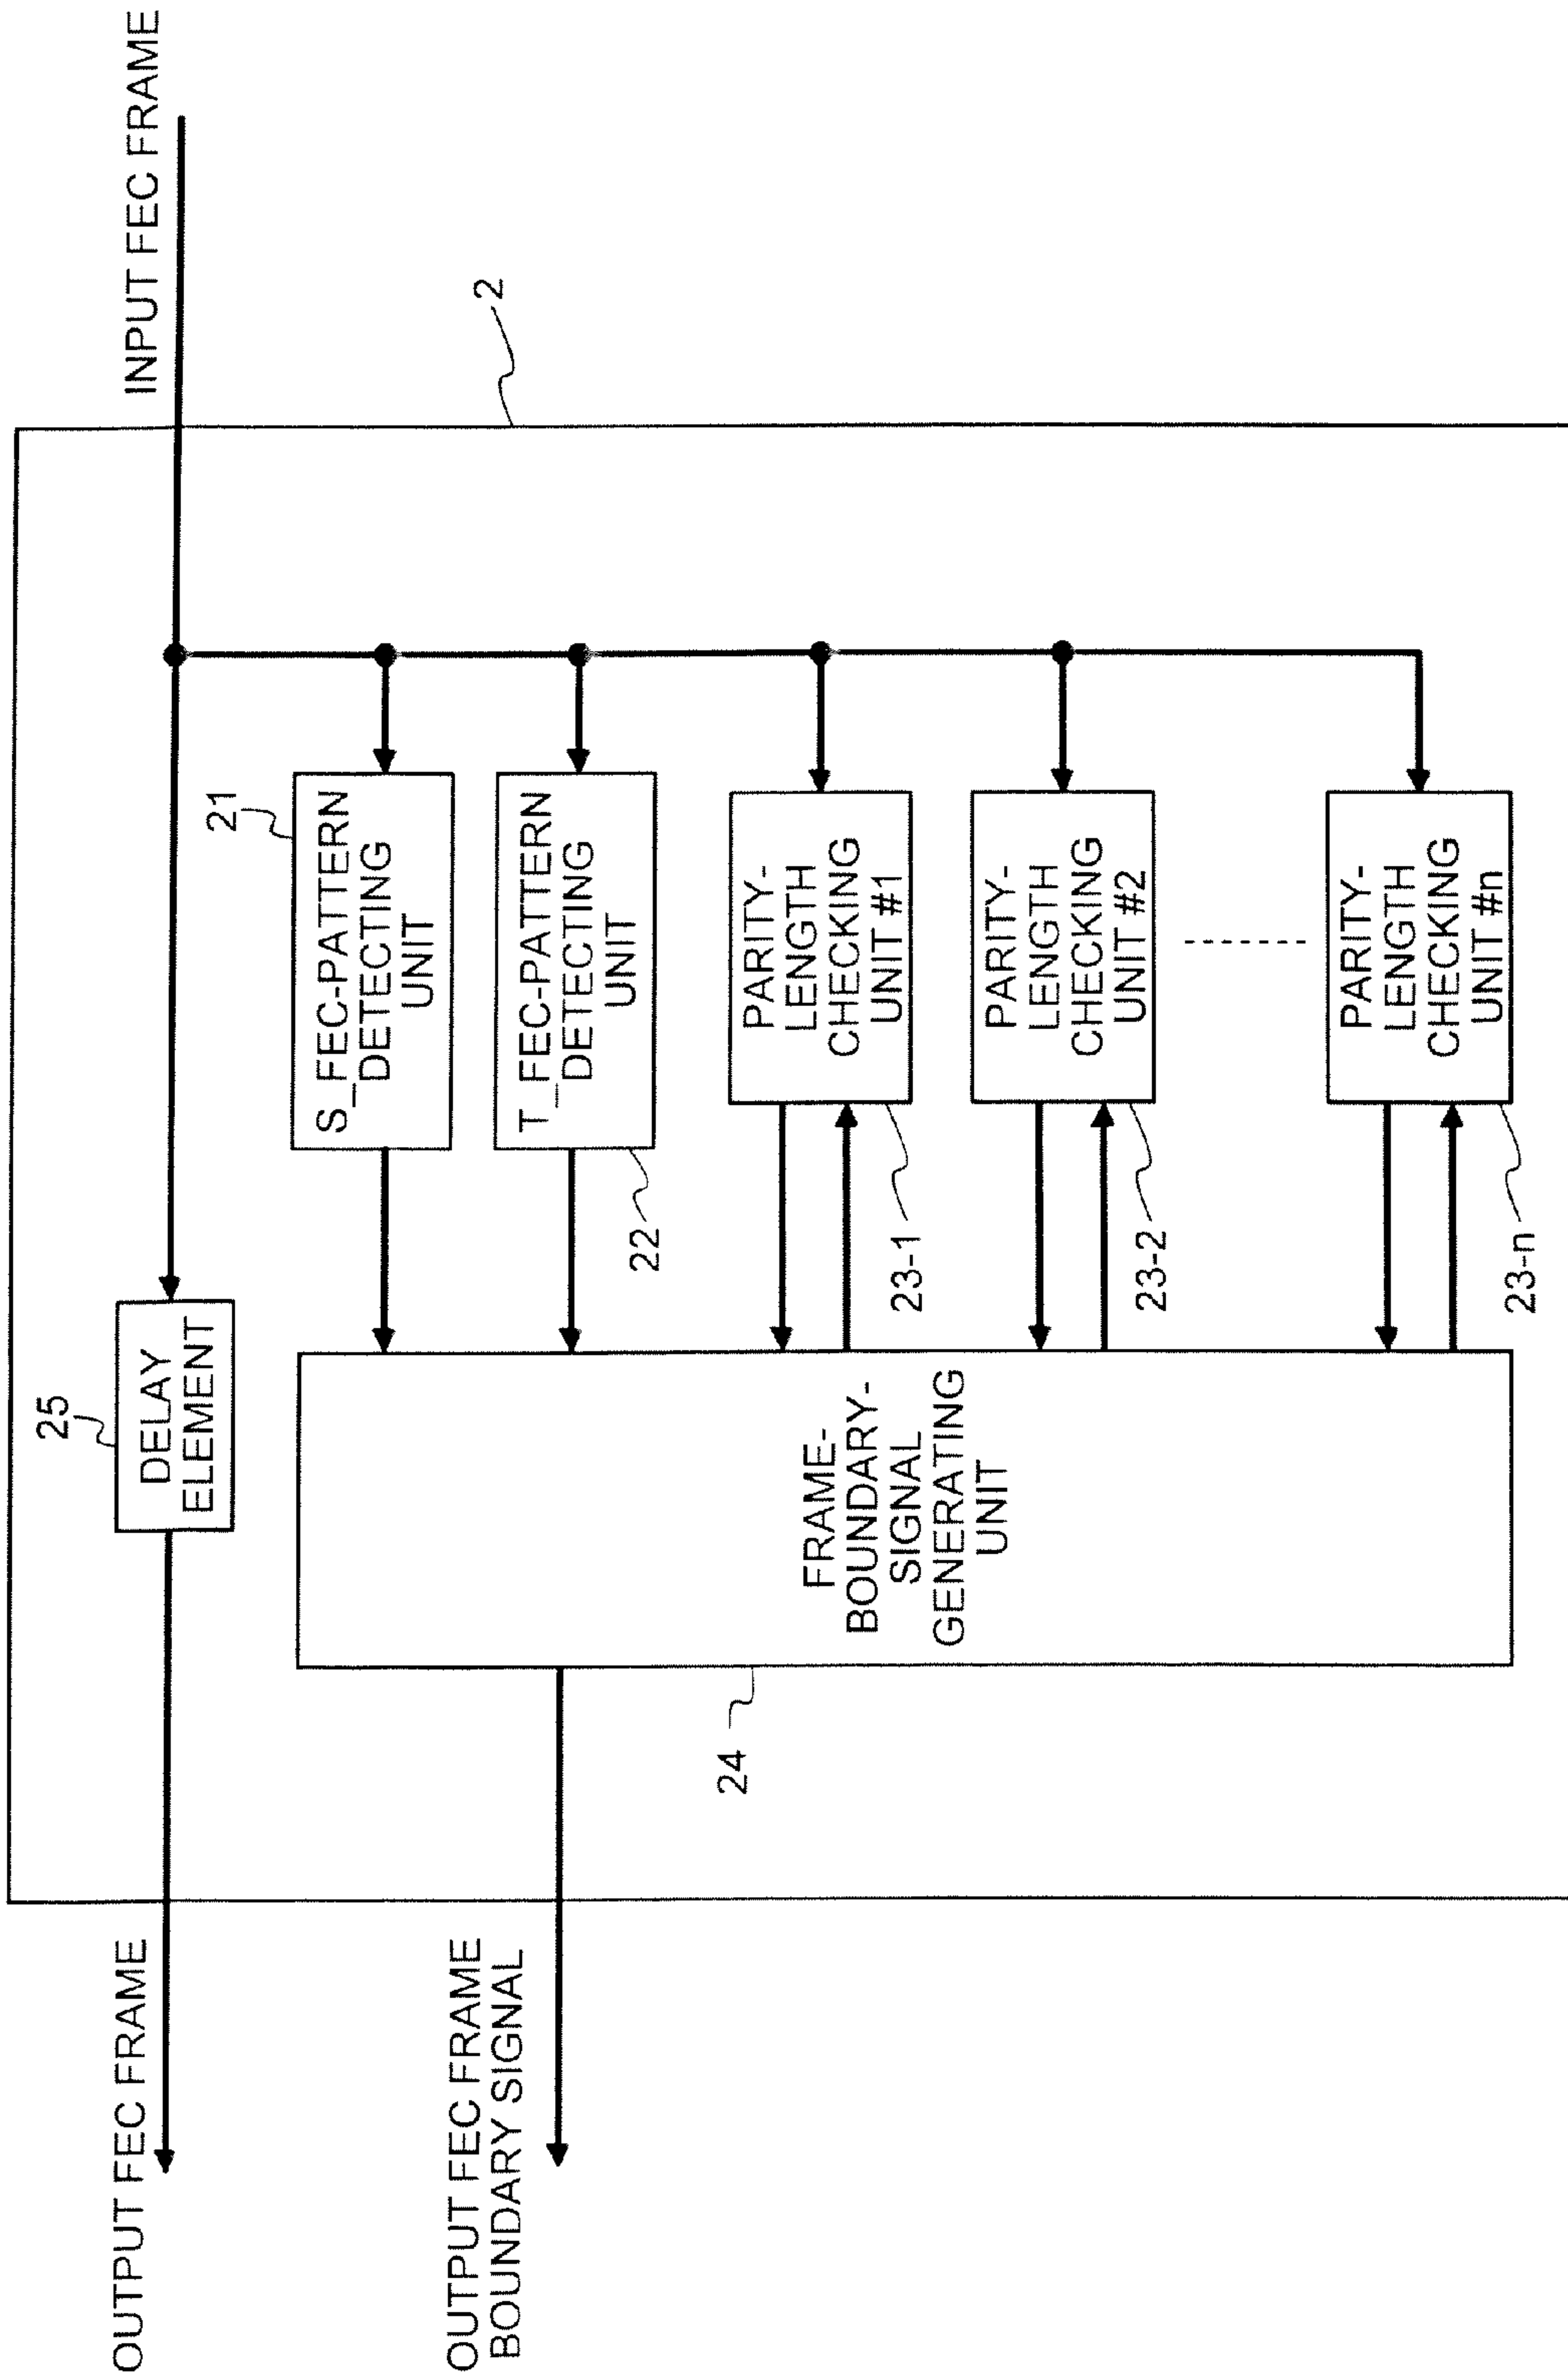 INPUT FEC FRAME
2
21
S_FEC-PATTERN
DETECTING
UNIT
T_FEC-PATTERN
DETECTING
UNIT
22
PARITY-
LENGTH
CHECKING
UNIT #1
23-1
PARITY-
LENGTH
CHECKING
UNIT #2
23-2
PARITY-
LENGTH
CHECKING
UNIT #n
23-n
25
DELAY
ELEMENT
FRAME-
BOUNDARY-
SIGNAL
GENERATING
UNIT
24
OUTPUT FEC FRAME
OUTPUT FEC FRAME
BOUNDARY SIGNAL